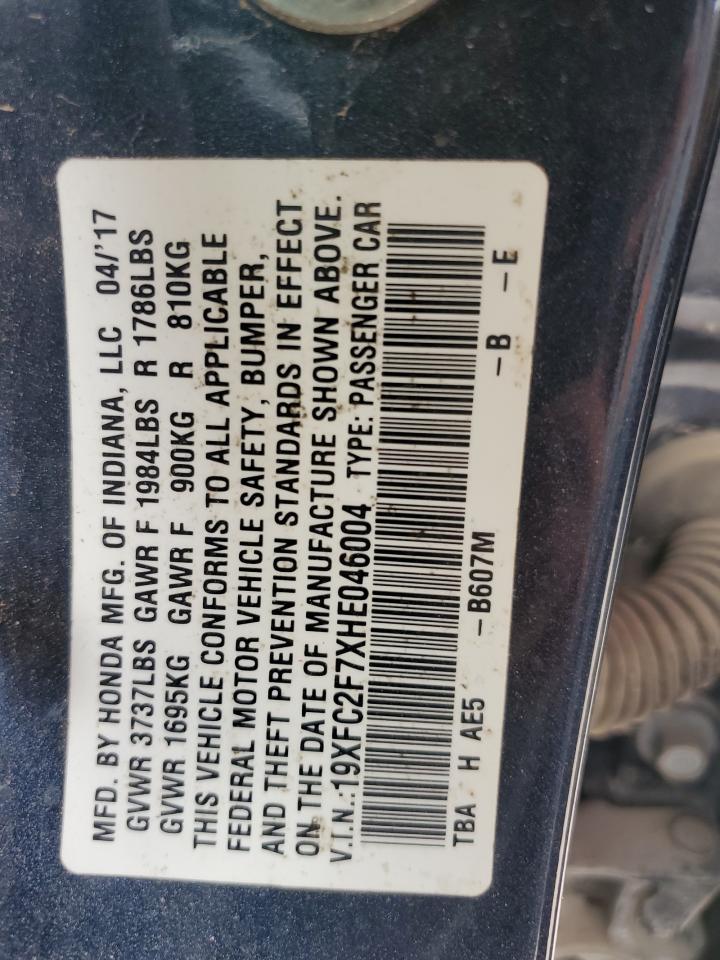 MFD. BY HONDA MFG. OF INDIANA, LLC 04/'17
GVWR 3737LBS GAWR F 1984LBS R 1786LBS
GVWR 1695KG GAWR F 900KG R 810KG
THIS VEHICLE CONFORMS TO ALL APPLICABLE
FEDERAL MOTOR VEHICLE SAFETY, BUMPER,
AND THEFT PREVENTION STANDARDS IN EFFECT
ON THE DATE OF MANUFACTURE SHOWN ABOVE.
V.I.N.:19XFC2F7XHE046004 TYPE: PASSENGER CAR
TBA H AE5 -B607M -B -E